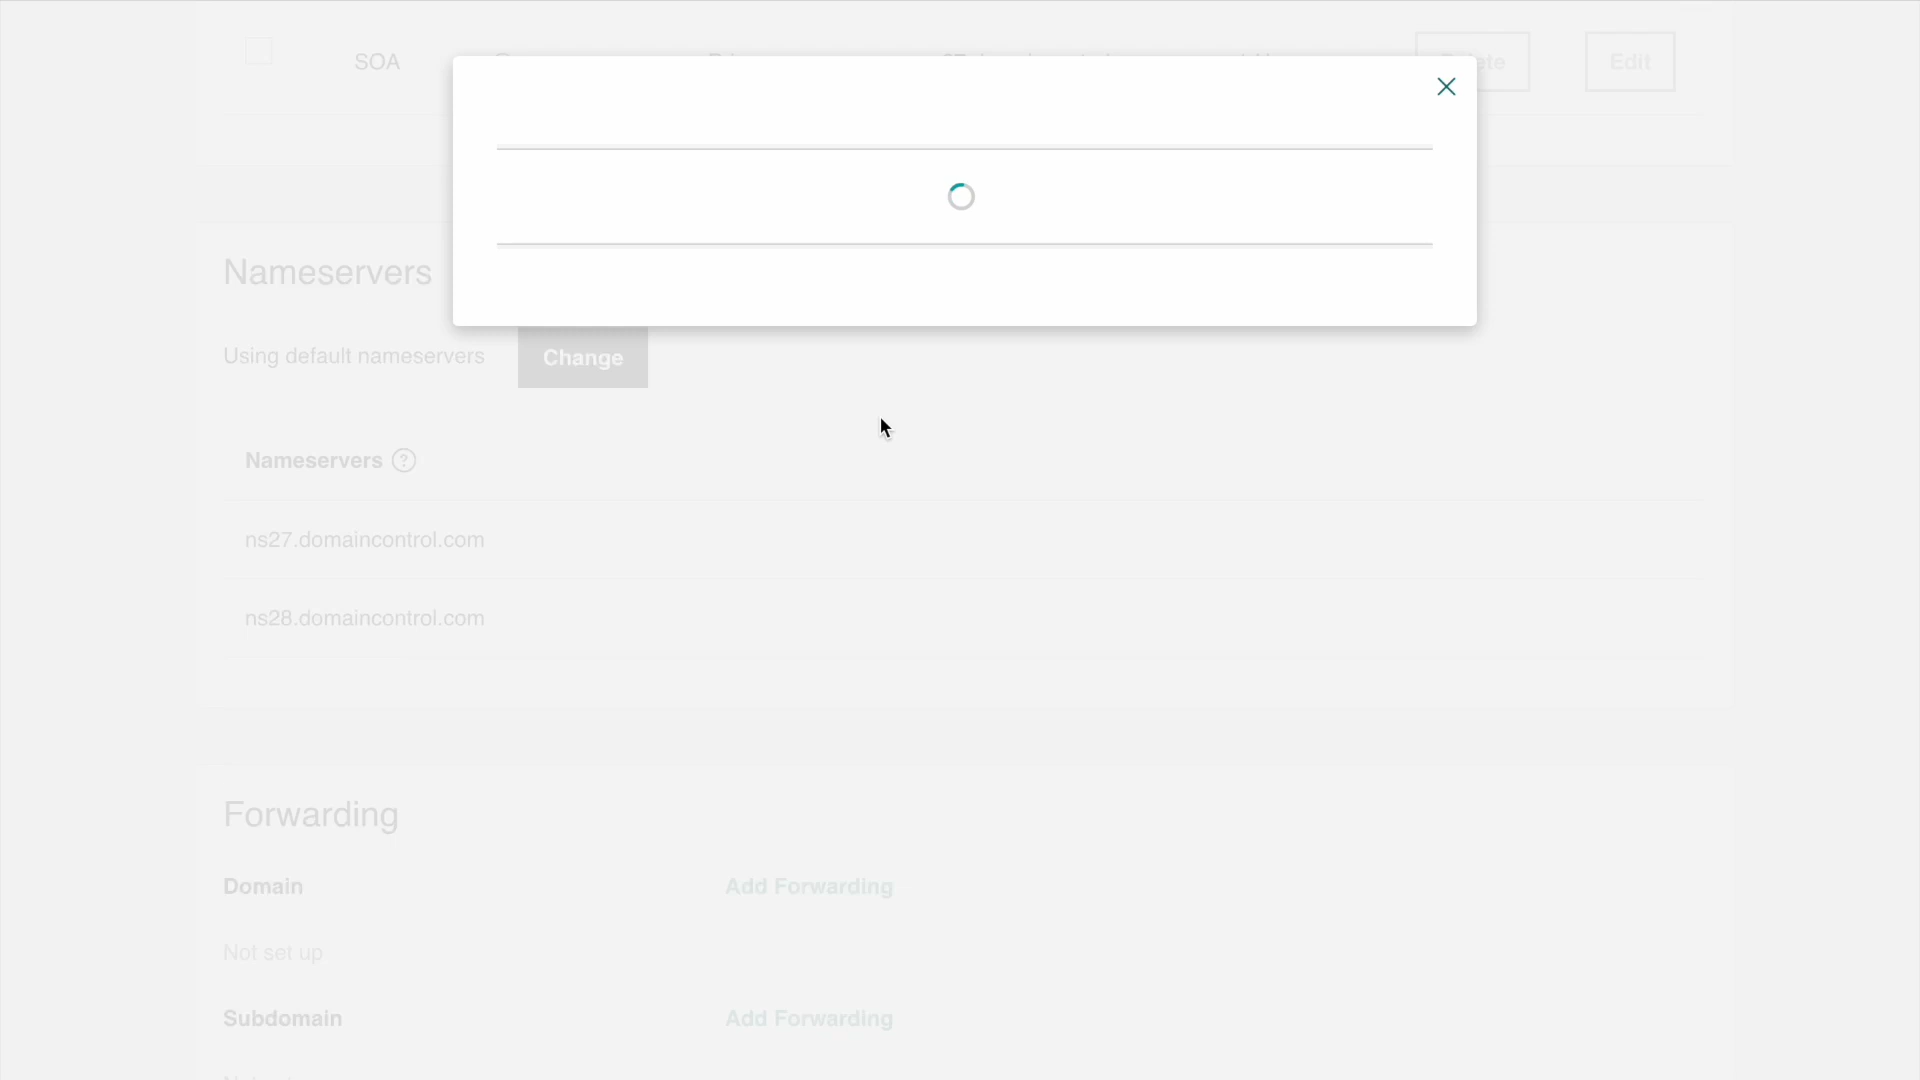 SOA
Edit
Nameservers
Using default nameservers
Change
Nameservers ?
ns27.domaincontrol.com
ns28.domaincontrol.com
Forwarding
Domain
Add Forwarding
Not set up
Subdomain
Add Forwarding